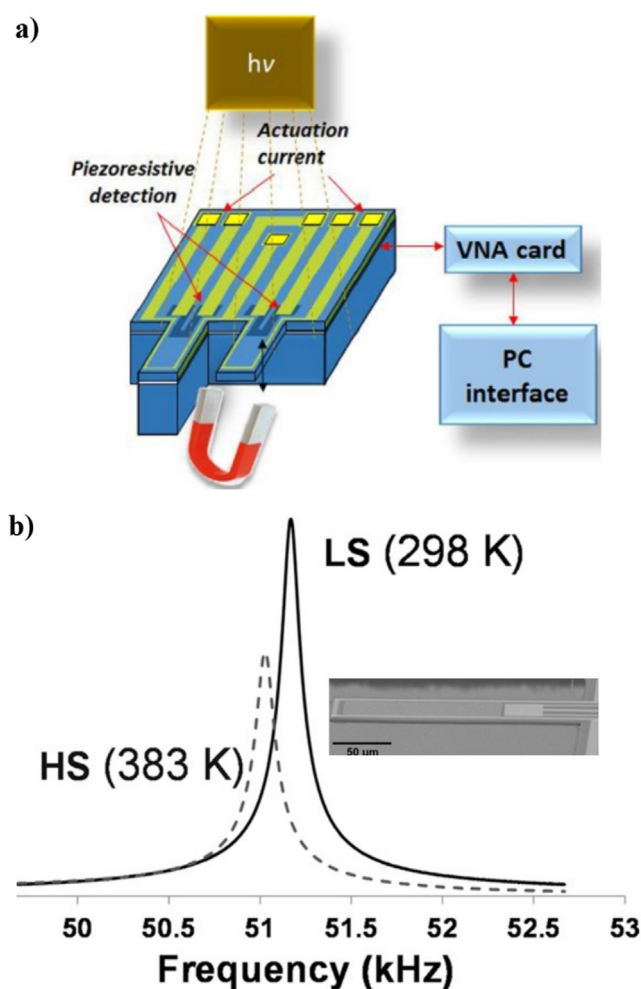 a)
hν
Actuation
current
Piezoresistive
detection
VNA card
PC
interface
b)
LS (298 K)
HS (383 K)
50 um
50 50.5 51 51.5 52 52.5 53
Frequency (kHz)